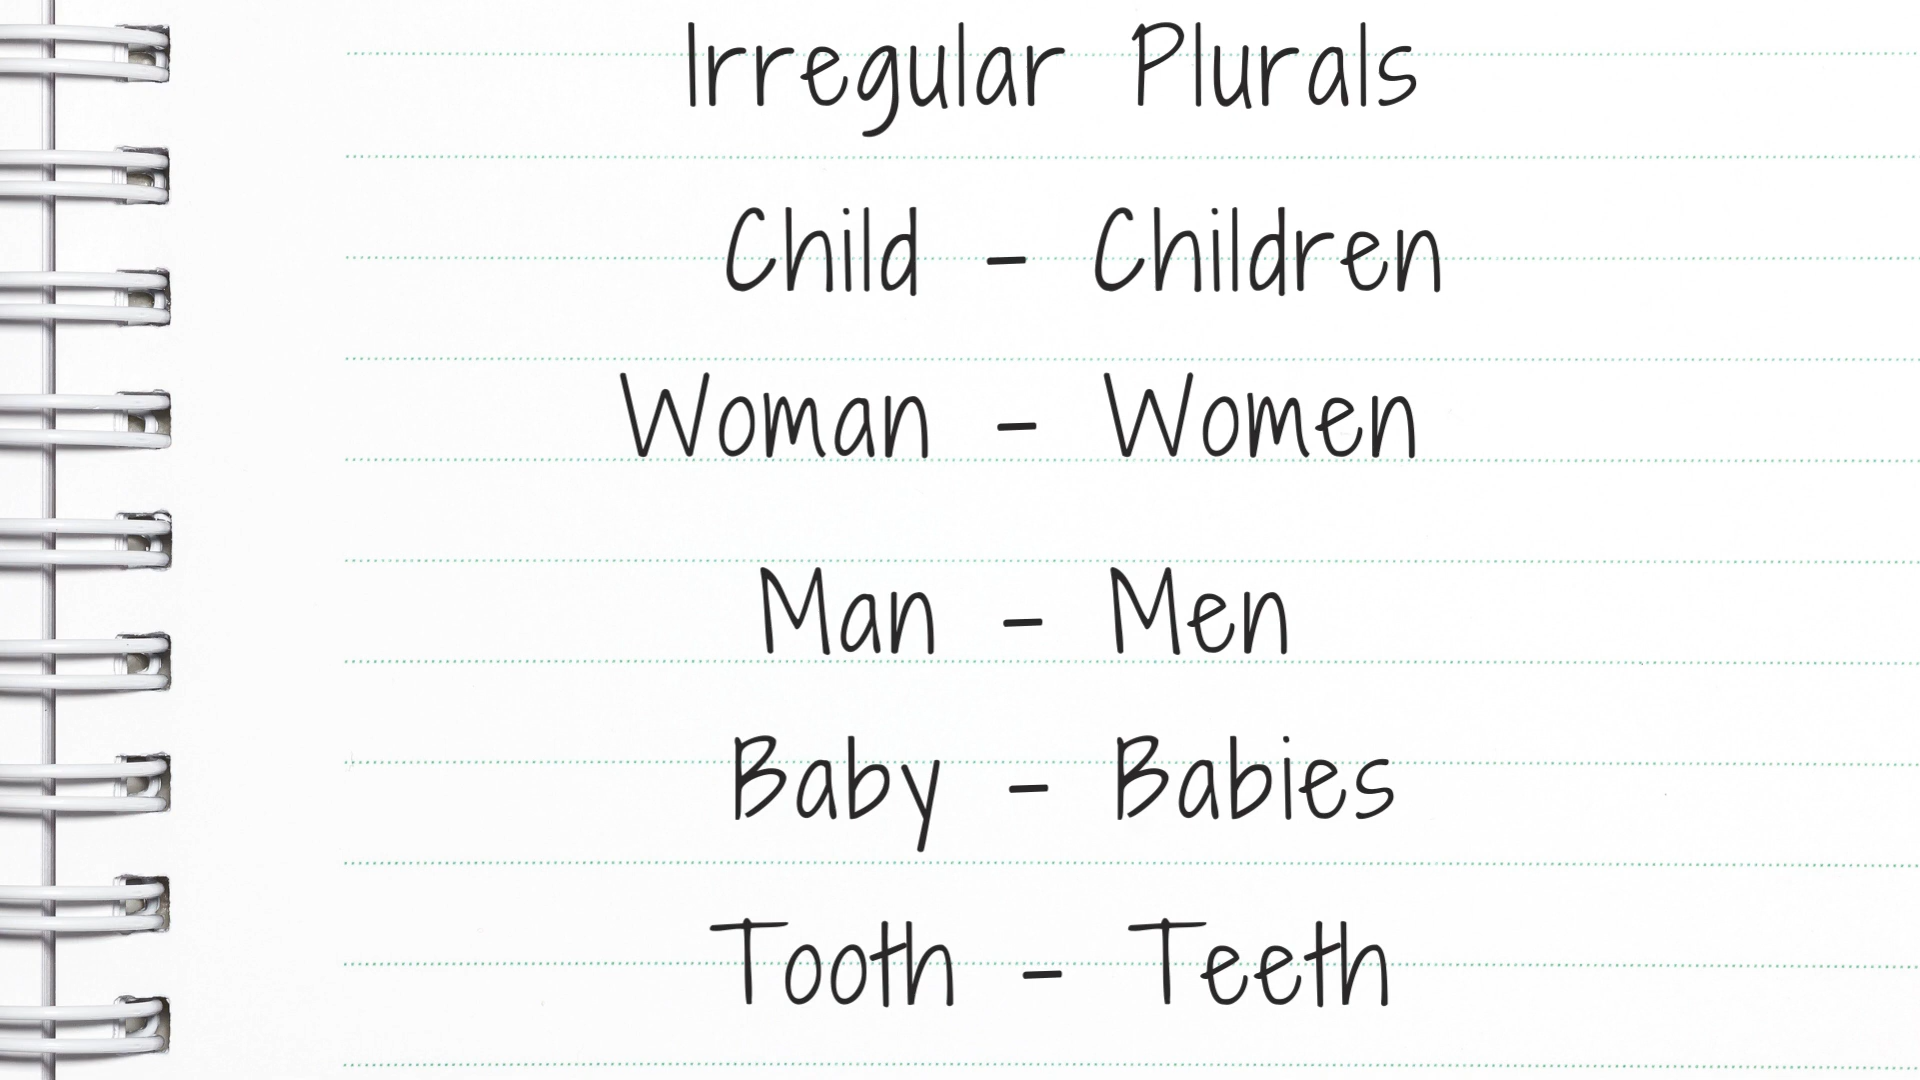 Irregular Plurals
Child - Children
Woman - Women
Man - Men
Baby - Babies
Tooth - Teeth